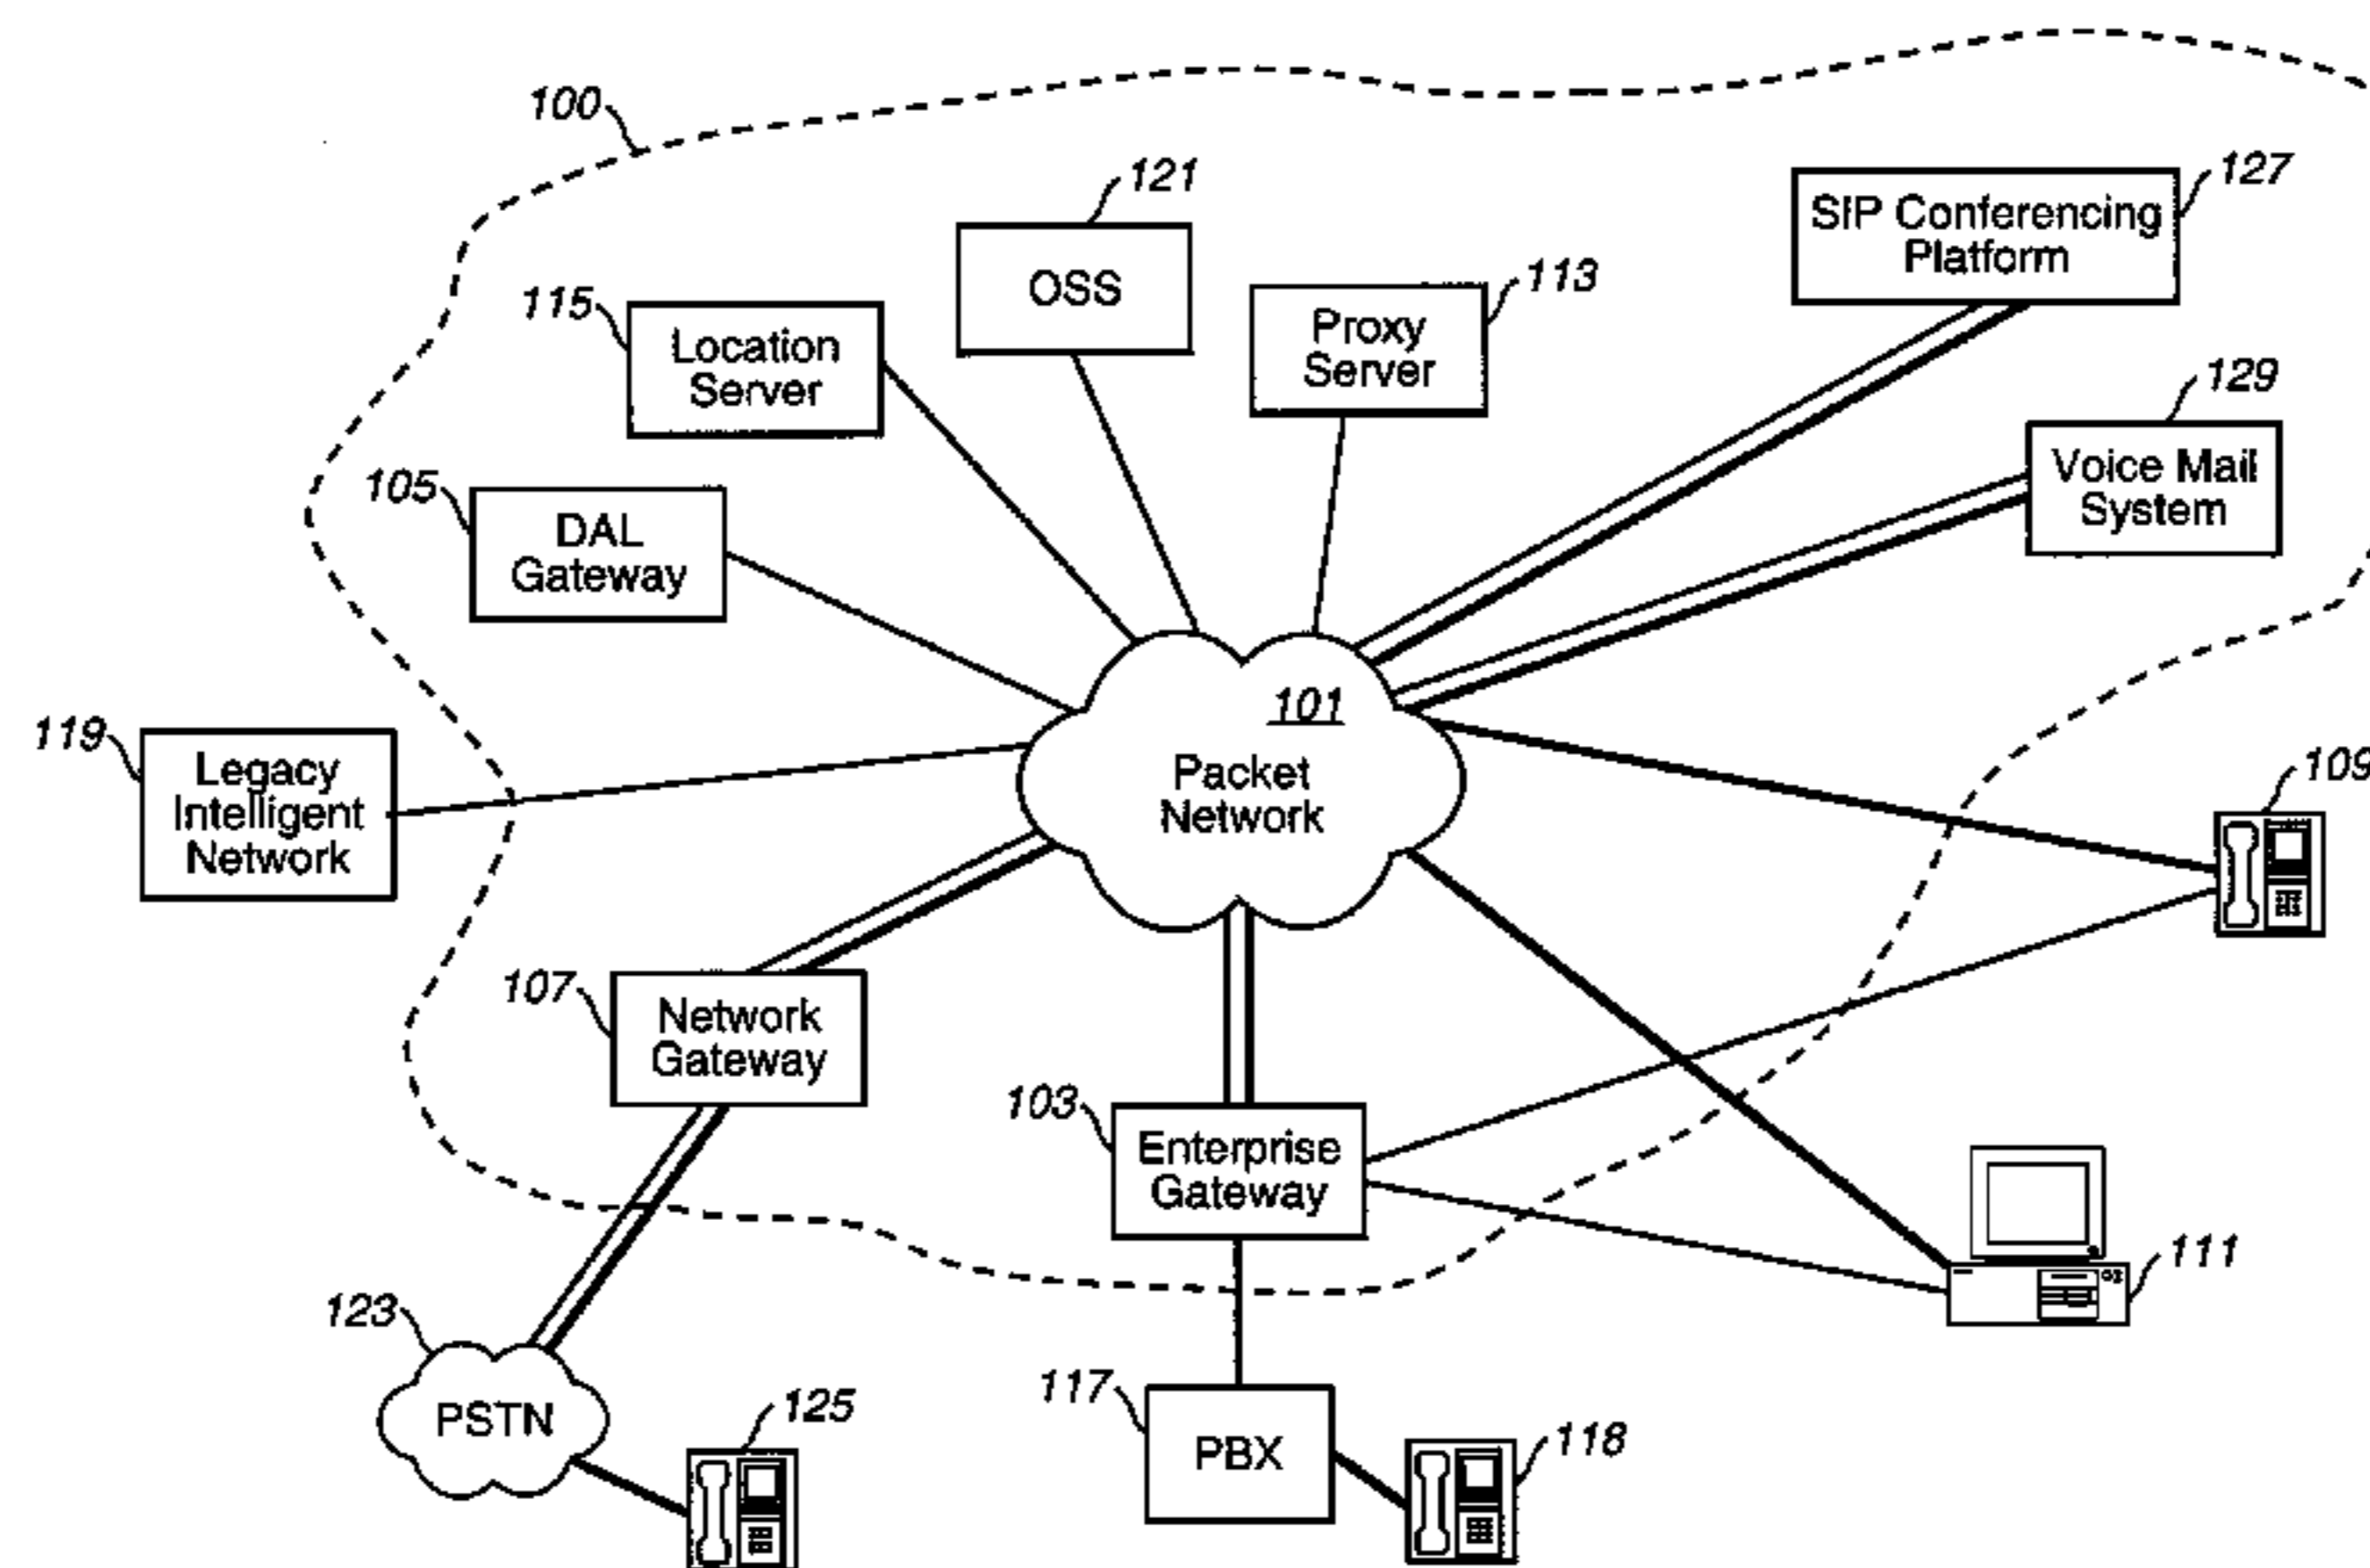 100
121
127
SIP Conferencing
Platform
OSS
115
113
Location
Server
Proxy
Server
129
Voice Mail
System
105
DAL
Gateway
101
Packet
Network
119
Legacy
Intelligent
Network
109
107
Network
Gateway
103
Enterprise
Gateway
111
123
PSTN
125
117
PBX
118